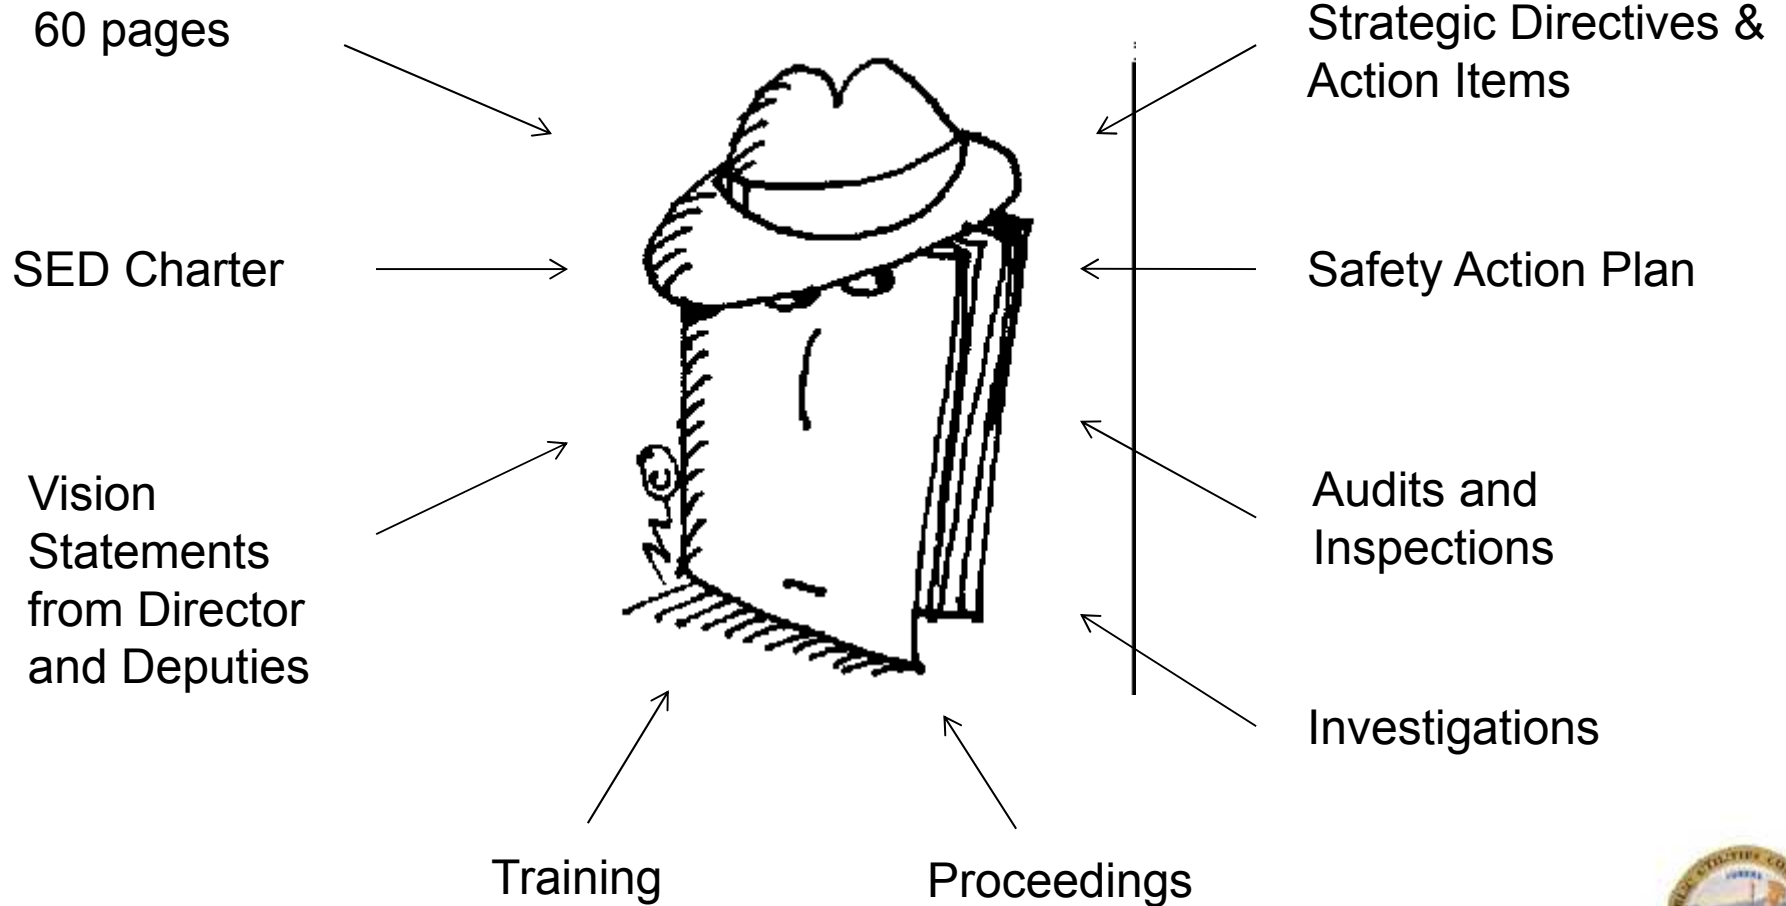 60 pages
Strategic Directives &
Action Items
SED Charter
Safety Action Plan
Vision
Statements
from Director
and Deputies
Audits and
Inspections
Investigations
Training
Proceedings